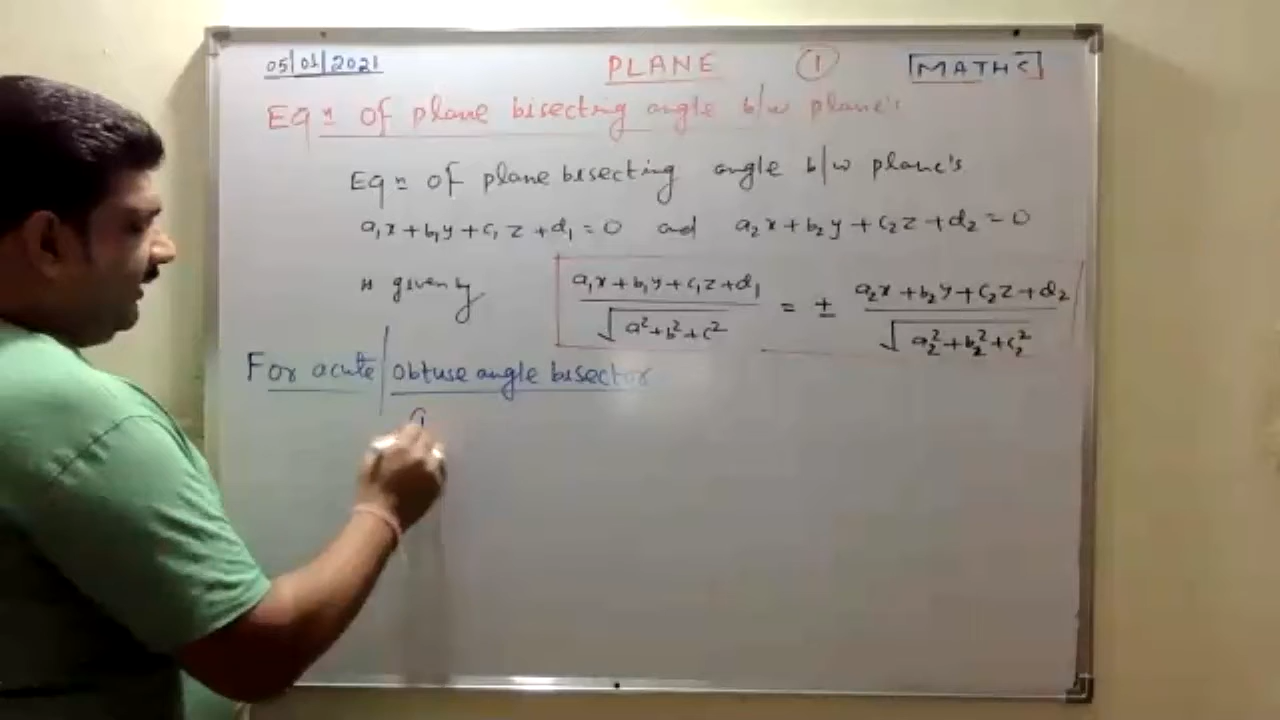 05/01/2021 PLANE 1 MATHS
Eqn of plane bisecting angle b/w plane's
Eqn of plane bisecting angle b/w plane's
a₁x+b₁y+c₁z+d₁=0 and a₂x+b₂y+c₂z+d₂=0
is given by a₁x+b₁y+c₁z+d₁ / √a²+b²+c² = ± a₂x+b₂y+c₂z+d₂ / √a₂²+b₂²+c₂²
For acute/obtuse angle bisector